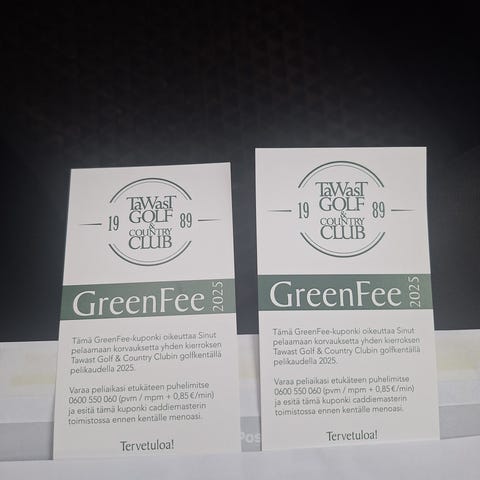 TaWasT
GOLF
&
COUNTRY
CLUB
19 89
GreenFee 2025
Tämä GreenFee-kuponki oikeuttaa Sinut
pelaamaan korvauksetta yhden kierroksen
Tawast Golf & Country Clubin golfkentällä
pelikaudella 2025.
Varaa peliaikasi etukäteen puhelimitse
0600 550 060 (pvm / mpm + 0,85 €/min)
ja esitä tämä kuponki caddiemasterin
toimistossa ennen kentälle menoasi.
Tervetuloa!
TaWasT
GOLF
&
COUNTRY
CLUB
19 89
GreenFee 2025
Tämä GreenFee-kuponki oikeuttaa Sinut
pelaamaan korvauksetta yhden kierroksen
Tawast Golf & Country Clubin golfkentällä
pelikaudella 2025.
Varaa peliaikasi etukäteen puhelimitse
0600 550 060 (pvm / mpm + 0,85 €/min)
ja esitä tämä kuponki caddiemasterin
toimistossa ennen kentälle menoasi.
Tervetuloa!